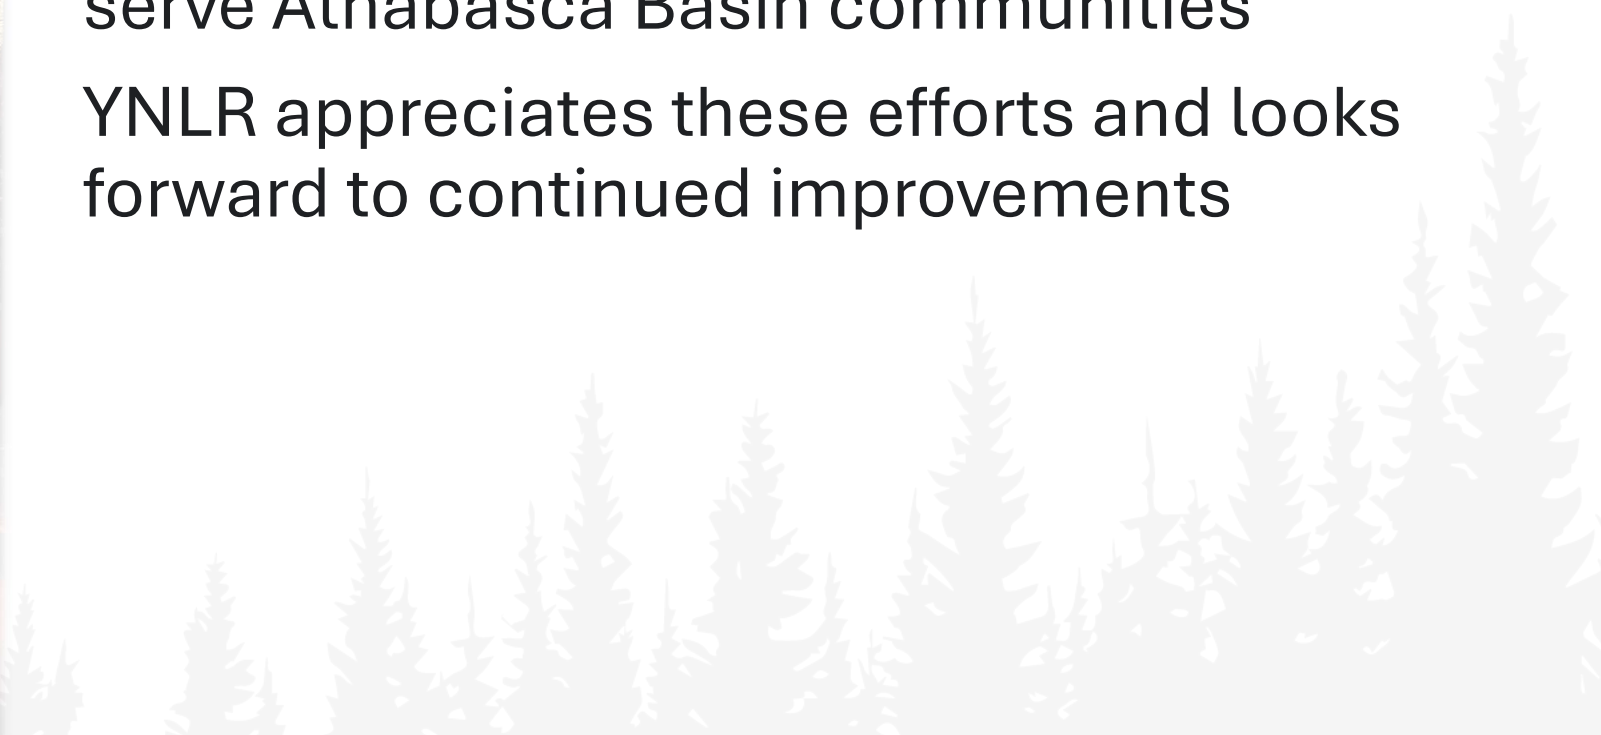 serve Athabasca Basin communities
YNLR appreciates these efforts and looks
forward to continued improvements